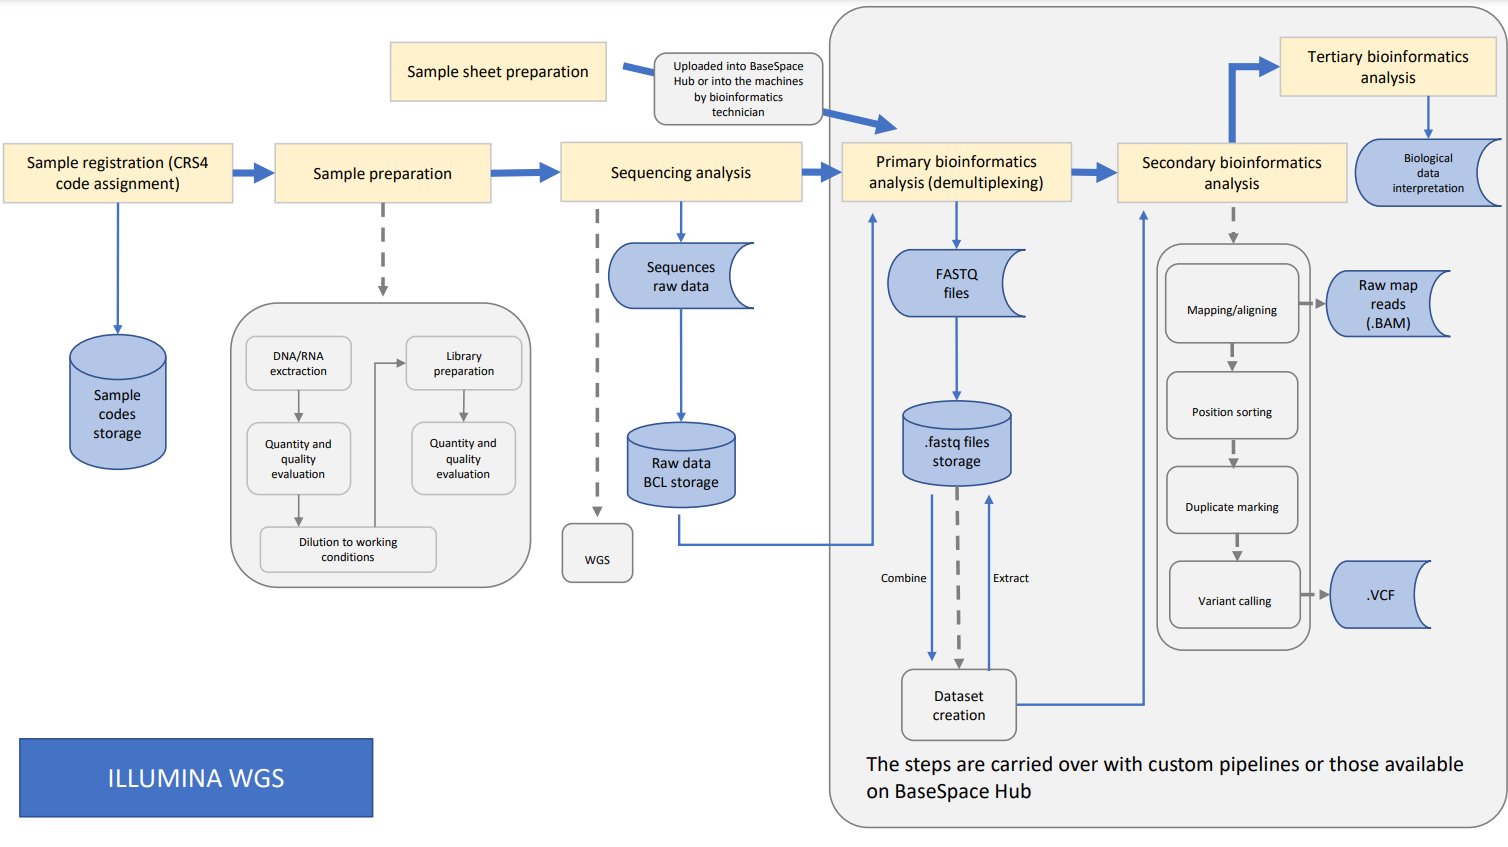 Sample sheet preparation
Uploaded into BaseSpace
Hub or into the machines
by bioinformatics
technician
Tertiary bioinformatics
analysis
Sample registration (CRS4
code assignment)
Sample preparation
Sequencing analysis
Primary bioinformatics
analysis (demultiplexing)
Secondary bioinformatics
analysis
Biological
data
interpretation
Sample
codes
storage
DNA/RNA
exctraction
Quantity and
quality
evaluation
Dilution to working
conditions
Library
preparation
Quantity and
quality
evaluation
Sequences
raw data
Raw data
BCL storage
WGS
FASTQ
files
.fastq files
storage
Combine
Extract
Dataset
creation
Mapping/aligning
Raw map
reads
(.BAM)
Position sorting
Duplicate marking
Variant calling
.VCF
The steps are carried over with custom pipelines or those available
on BaseSpace Hub
ILLUMINA WGS